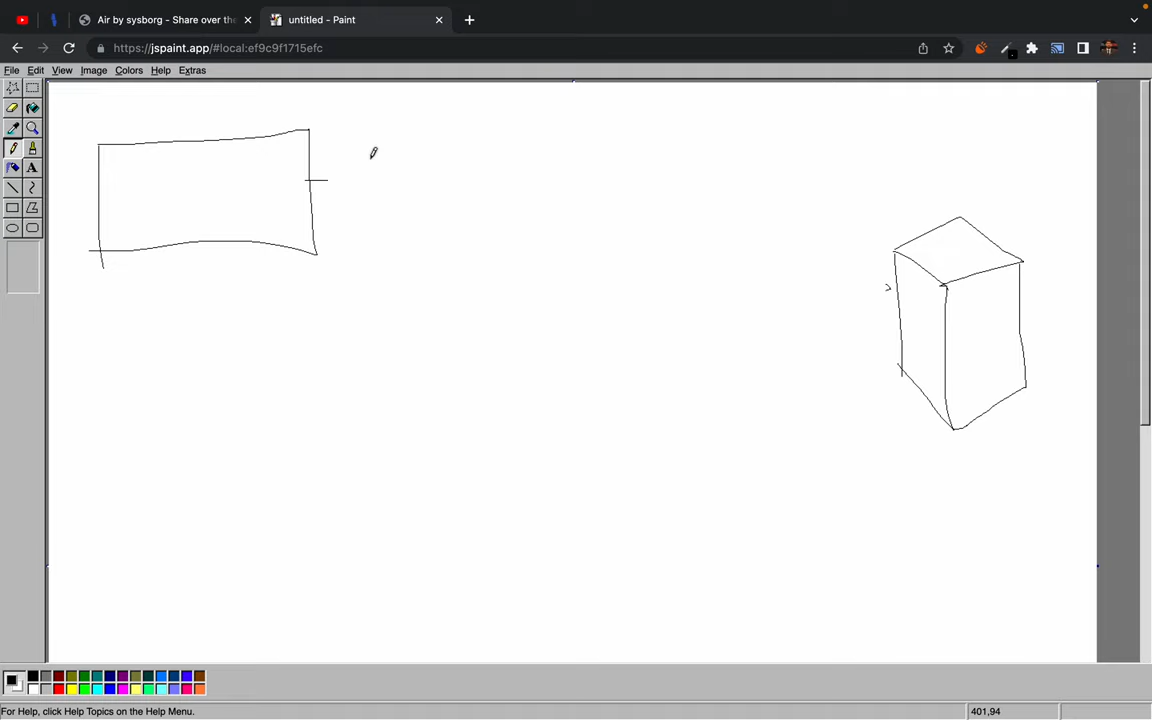 Air by sysborg - Share over the
untitled - Paint
https://jspaint.app/#local:ef9c9f1715efc
File Edit View Image Colors Help Extras
A
For Help, click Help Topics on the Help Menu.
401,94